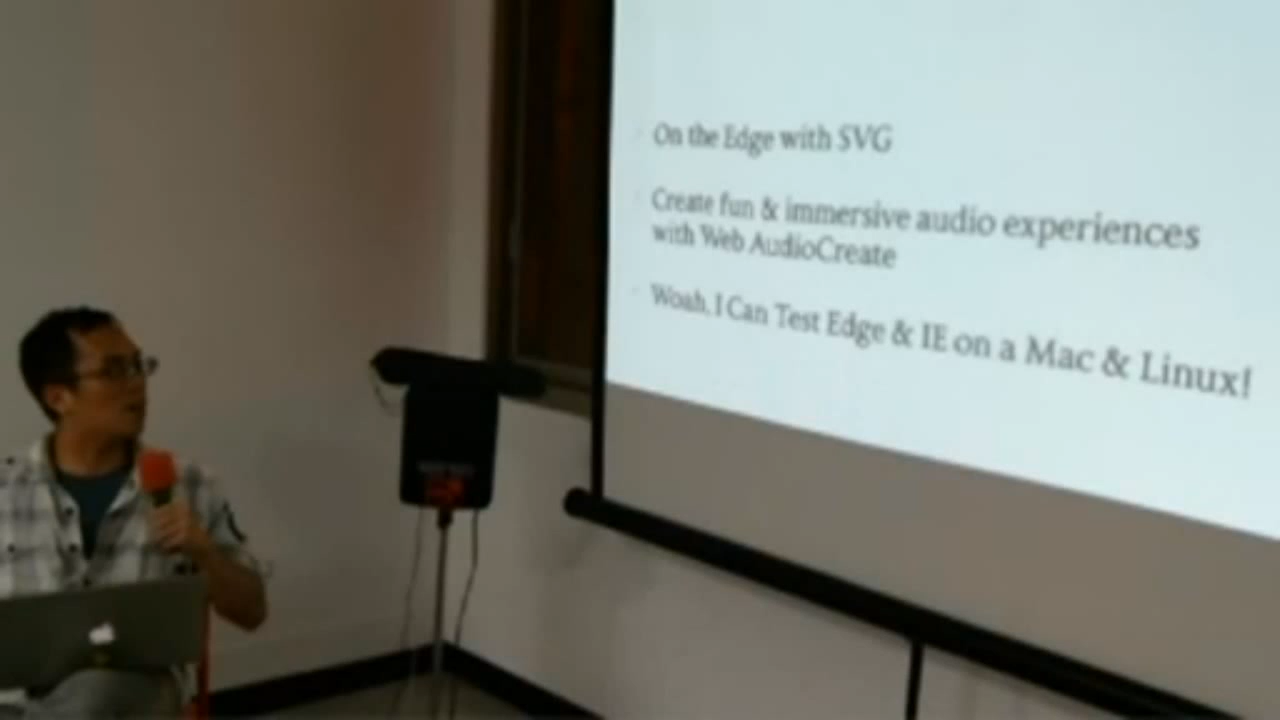 On the Edge with SVG
Create fun & immersive audio experiences
with Web AudioCreate
Woah, I Can Test Edge & IE on a Mac & Linux!